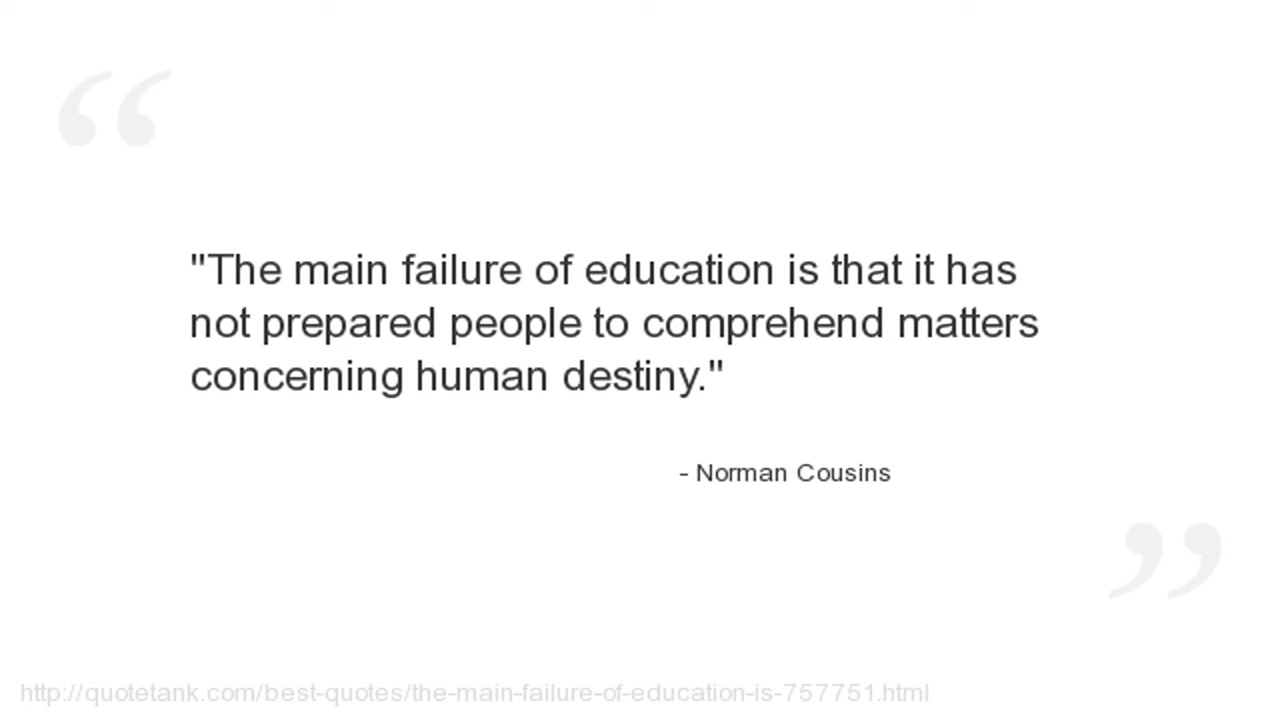 "The main failure of education is that it has
not prepared people to comprehend matters
concerning human destiny."
- Norman Cousins
http://quotetank.com/best-quotes/the-main-failure-of-education-is-757751.html